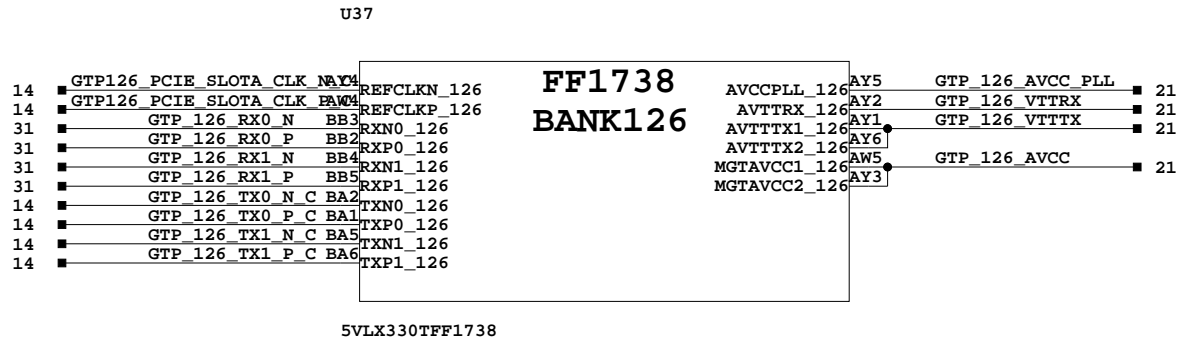 U37
FF1738
BANK126
14 GTP126_PCIE_SLOTA_CLK_N_C AY4 REFCLKN_126
14 GTP126_PCIE_SLOTA_CLK_P_C AW4 REFCLKP_126
31 GTP_126_RX0_N BB3 RXN0_126
31 GTP_126_RX0_P BB2 RXP0_126
31 GTP_126_RX1_N BB4 RXN1_126
31 GTP_126_RX1_P BB5 RXP1_126
14 GTP_126_TX0_N_C BA2 TXN0_126
14 GTP_126_TX0_P_C BA1 TXP0_126
14 GTP_126_TX1_N_C BA5 TXN1_126
14 GTP_126_TX1_P_C BA6 TXP1_126
AVCCPLL_126 AY5 GTP_126_AVCC_PLL 21
AVTTRX_126 AY2 GTP_126_VTTRX 21
AVTTTX1_126 AY1 GTP_126_VTTTX 21
AVTTTX2_126 AY6
MGTAVCC1_126 AW5 GTP_126_AVCC 21
MGTAVCC2_126 AY3
5VLX330TFF1738